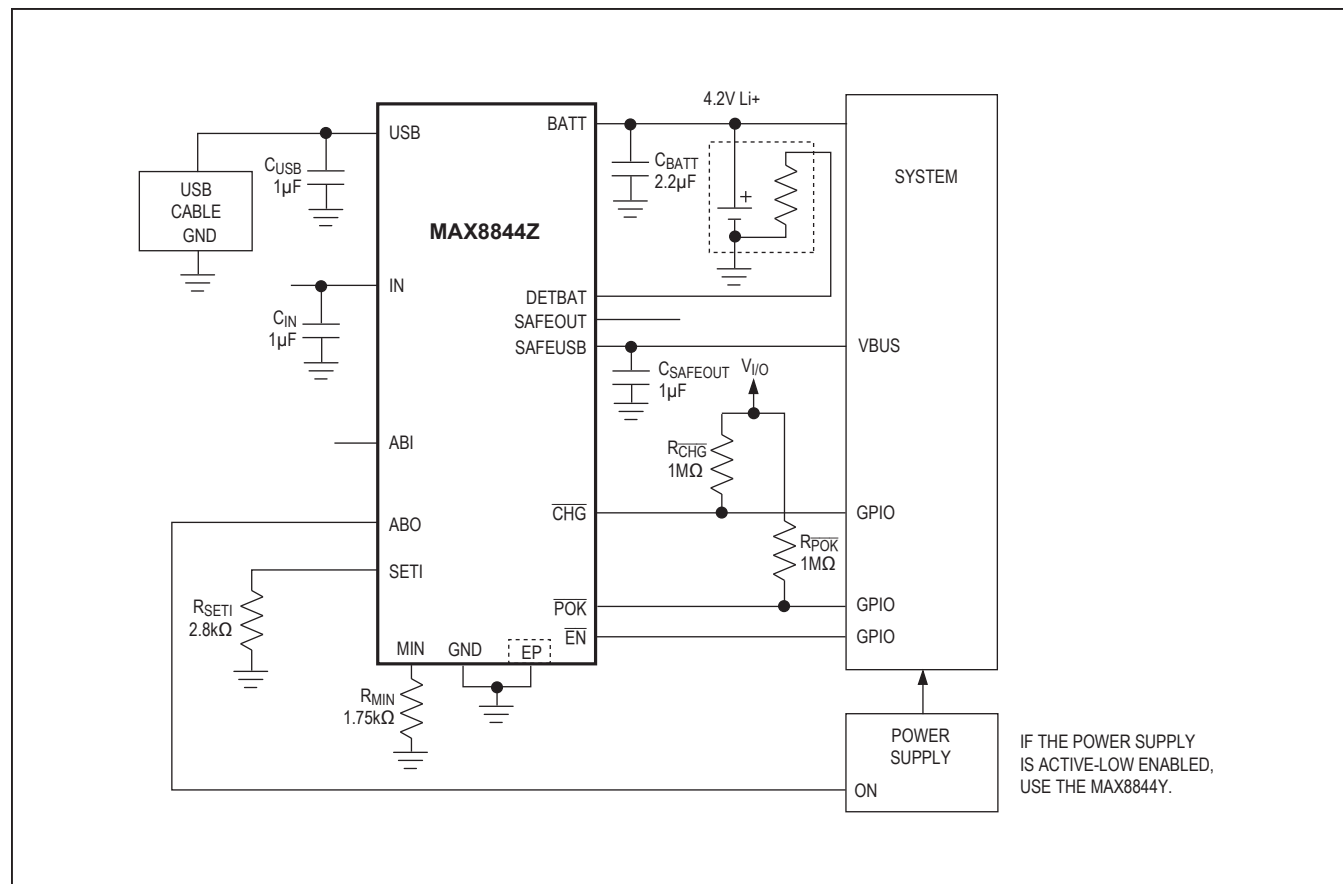 4.2V Li+
USB
BATT
CUSB
1µF
CBATT
2.2µF
SYSTEM
USB
CABLE
GND
MAX8844Z
+
IN
DETBAT
CIN
1µF
SAFEOUT
SAFEUSB
VBUS
CSAFEOUT
1µF
VI/O
ABI
RCHG
1MΩ
ABO
CHG
GPIO
SETI
RPOK
1MΩ
RSETI
2.8kΩ
POK
GPIO
EN
GPIO
MIN
GND
EP
RMIN
1.75kΩ
POWER
SUPPLY
ON
IF THE POWER SUPPLY
IS ACTIVE-LOW ENABLED,
USE THE MAX8844Y.